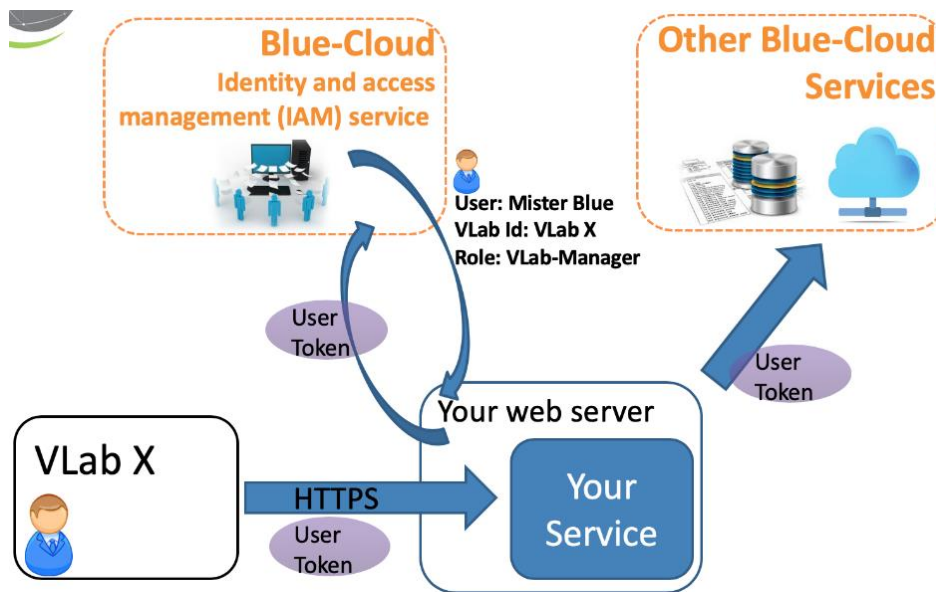 Blue-Cloud
Identity and access
management (IAM) service
Other Blue-Cloud
Services
User: Mister Blue
VLab Id: VLab X
Role: VLab-Manager
User
Token
User
Token
Your web server
VLab X
HTTPS
User
Token
Your
Service